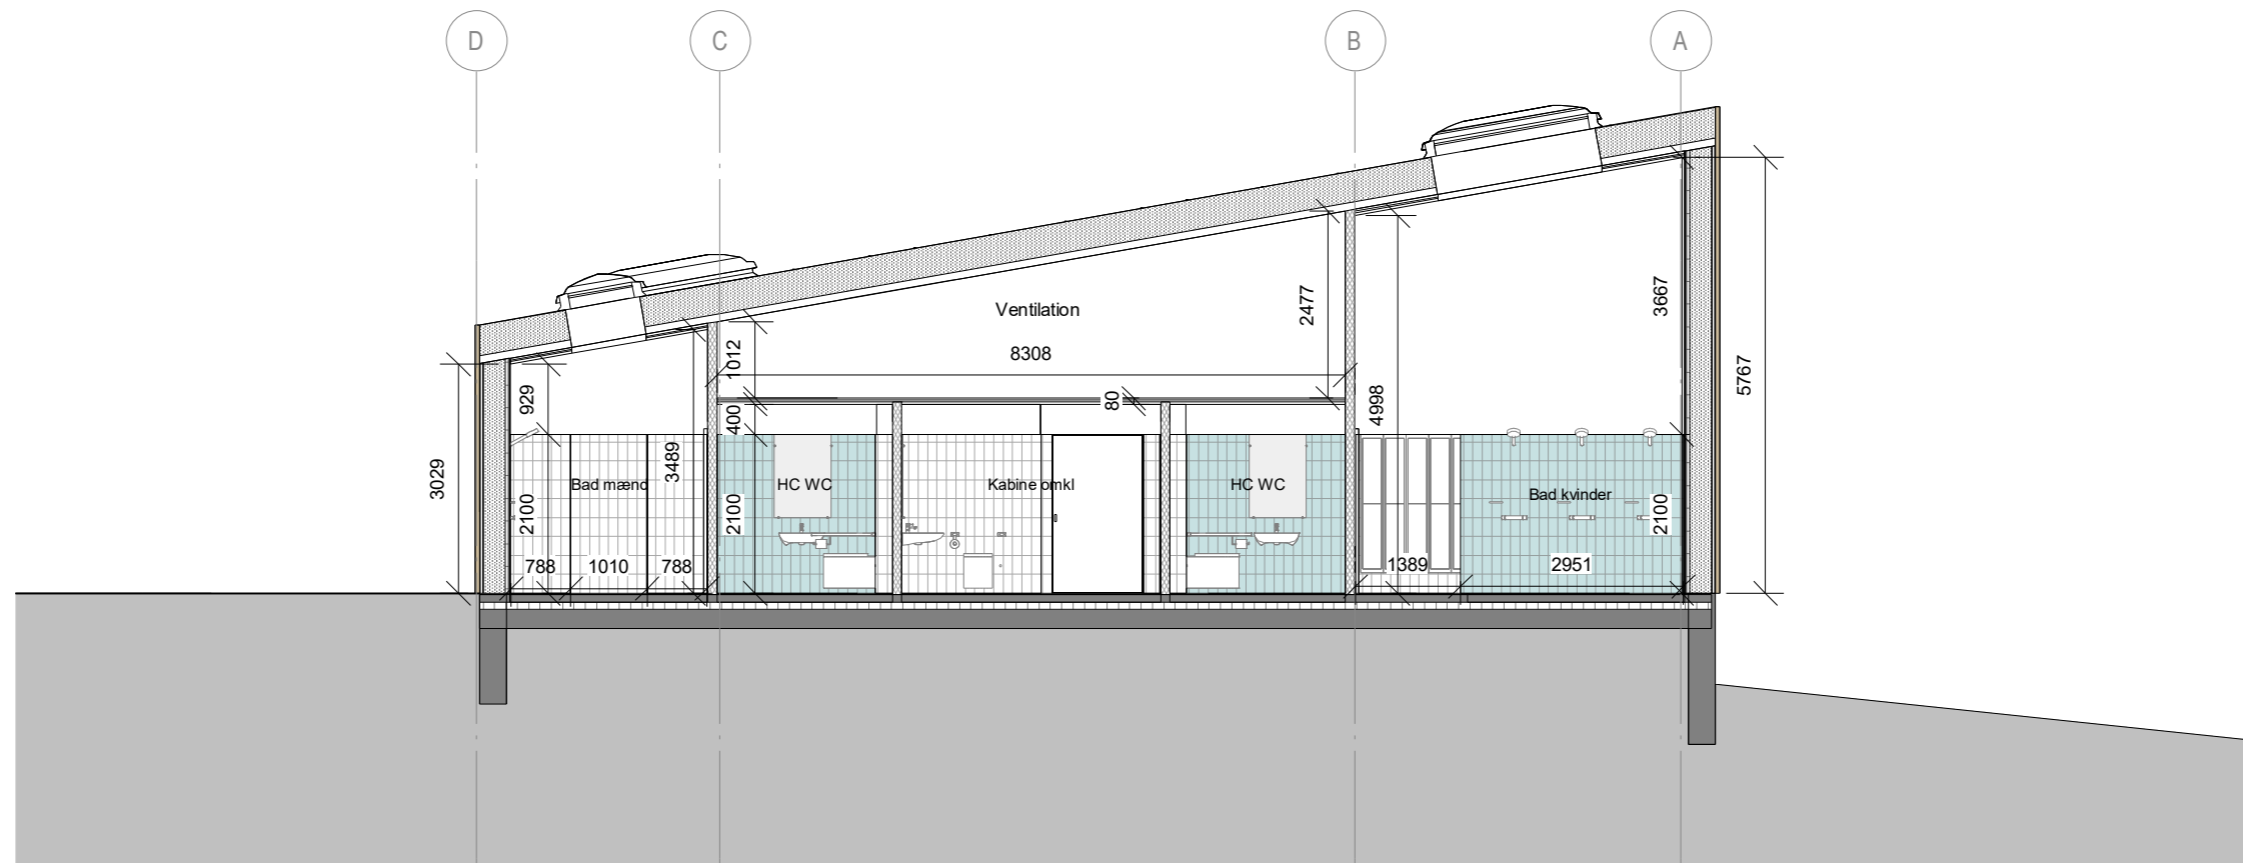 D
C
B
A
Ventilation
8308
2477
3667
1012
5767
929
400
80
4998
3029
3489
Bad mænd
HC WC
Kabine omkl
HC WC
Bad kvinder
2100
2100
2100
788
1010
788
1389
2951